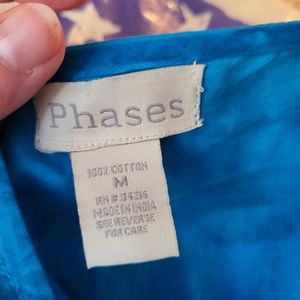 Phases
100% COTTON
M
RN# 34216
MADE IN INDIA
SEE REVERSE
FOR CARE